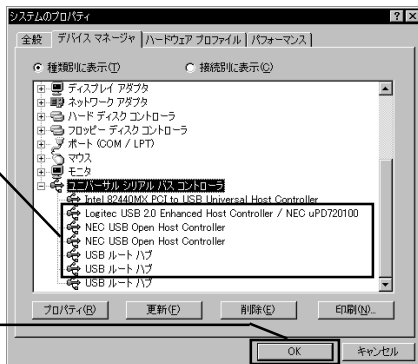 システムのプロパティ
全般 デバイス マネージャ ハードウェア プロファイル パフォーマンス
種類別に表示(T) 接続別に表示(C)
ディスプレイ アダプタ
ネットワーク アダプタ
ハード ディスク コントローラ
フロッピー ディスク コントローラ
ポート (COM / LPT)
マウス
モニタ
ユニバーサル シリアル バス コントローラ
Intel 82440MX PCI to USB Universal Host Controller
Logitec USB 2.0 Enhanced Host Controller / NEC uPD720100
NEC USB Open Host Controller
NEC USB Open Host Controller
USB ルート ハブ
USB ルート ハブ
USB ルート ハブ
プロパティ(R) 更新(F) 削除(E) 印刷(N)...
OK キャンセル